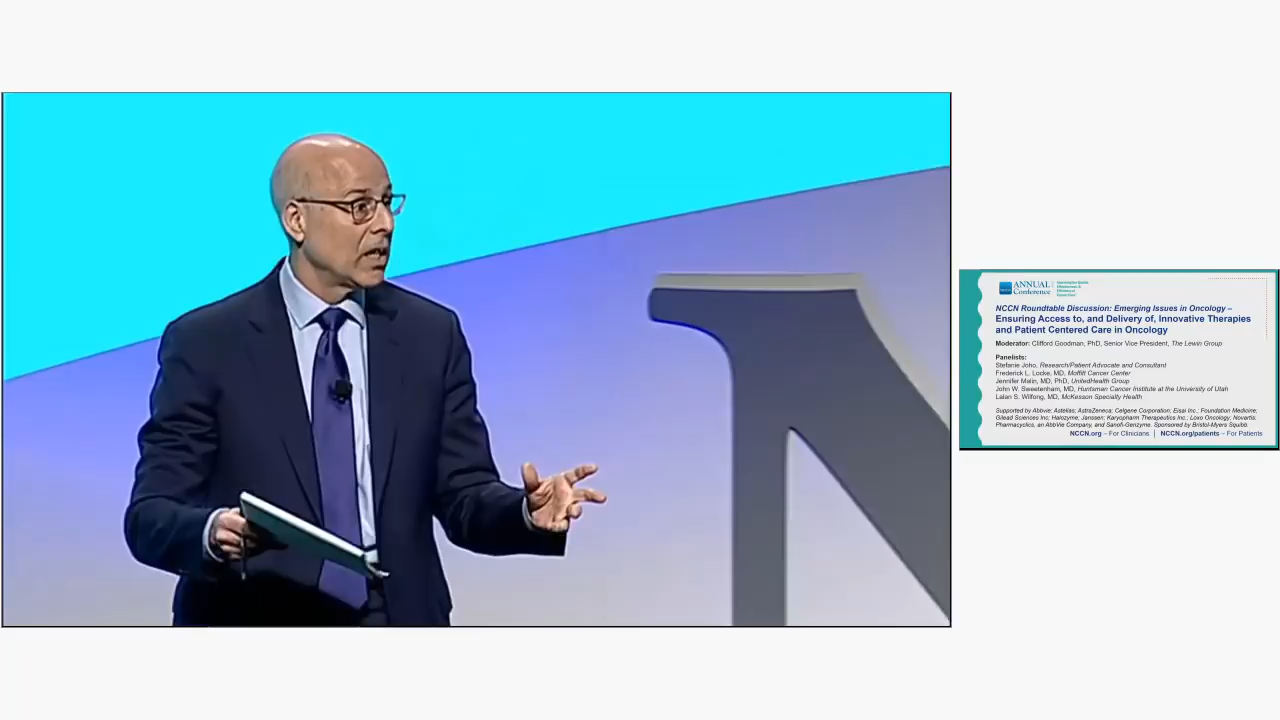 N
ANNUAL
Conference
NCCN Roundtable Discussion: Emerging Issues in Oncology –
Ensuring Access to, and Delivery of, Innovative Therapies
and Patient Centered Care in Oncology
Moderator: Clifford Goodman, PhD, Senior Vice President, The Lewin Group
Panelists:
Stefanie Joho, Research/Patient Advocate and Consultant
Frederick L. Locke, MD, Moffitt Cancer Center
Jennifer Malin, MD, PhD, UnitedHealth Group
John W. Sweetenham, MD, Huntsman Cancer Institute at the University of Utah
Lalan S. Wilfong, MD, McKesson Specialty Health
Supported by Abbvie; Astellas; AstraZeneca; Celgene Corporation; Eisai Inc.; Foundation Medicine;
Gilead Sciences Inc; Halozyme; Janssen; Karyopharm Therapeutics Inc.; Loxo Oncology; Novartis;
Pharmacyclics, an AbbVie Company, and Sanofi-Genzyme. Sponsored by Bristol-Myers Squibb.
NCCN.org – For Clinicians | NCCN.org/patients – For Patients